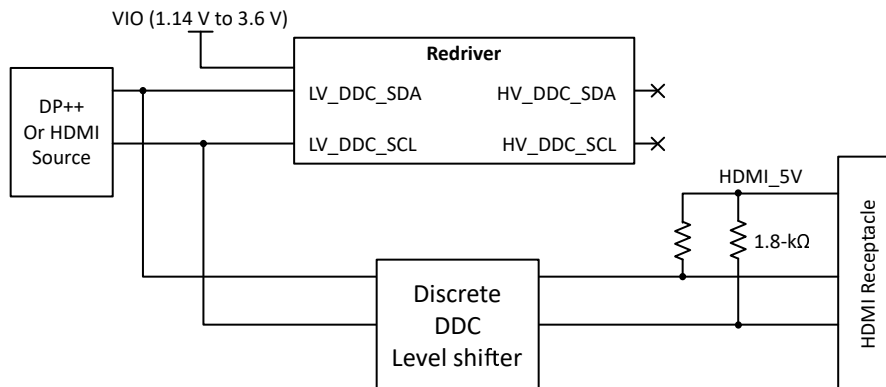 VIO (1.14 V to 3.6 V)
Redriver
DP++
Or HDMI
Source
LV_DDC_SDA
HV_DDC_SDA
LV_DDC_SCL
HV_DDC_SCL
HDMI_5V
1.8-kΩ
HDMI Receptacle
Discrete
DDC
Level shifter